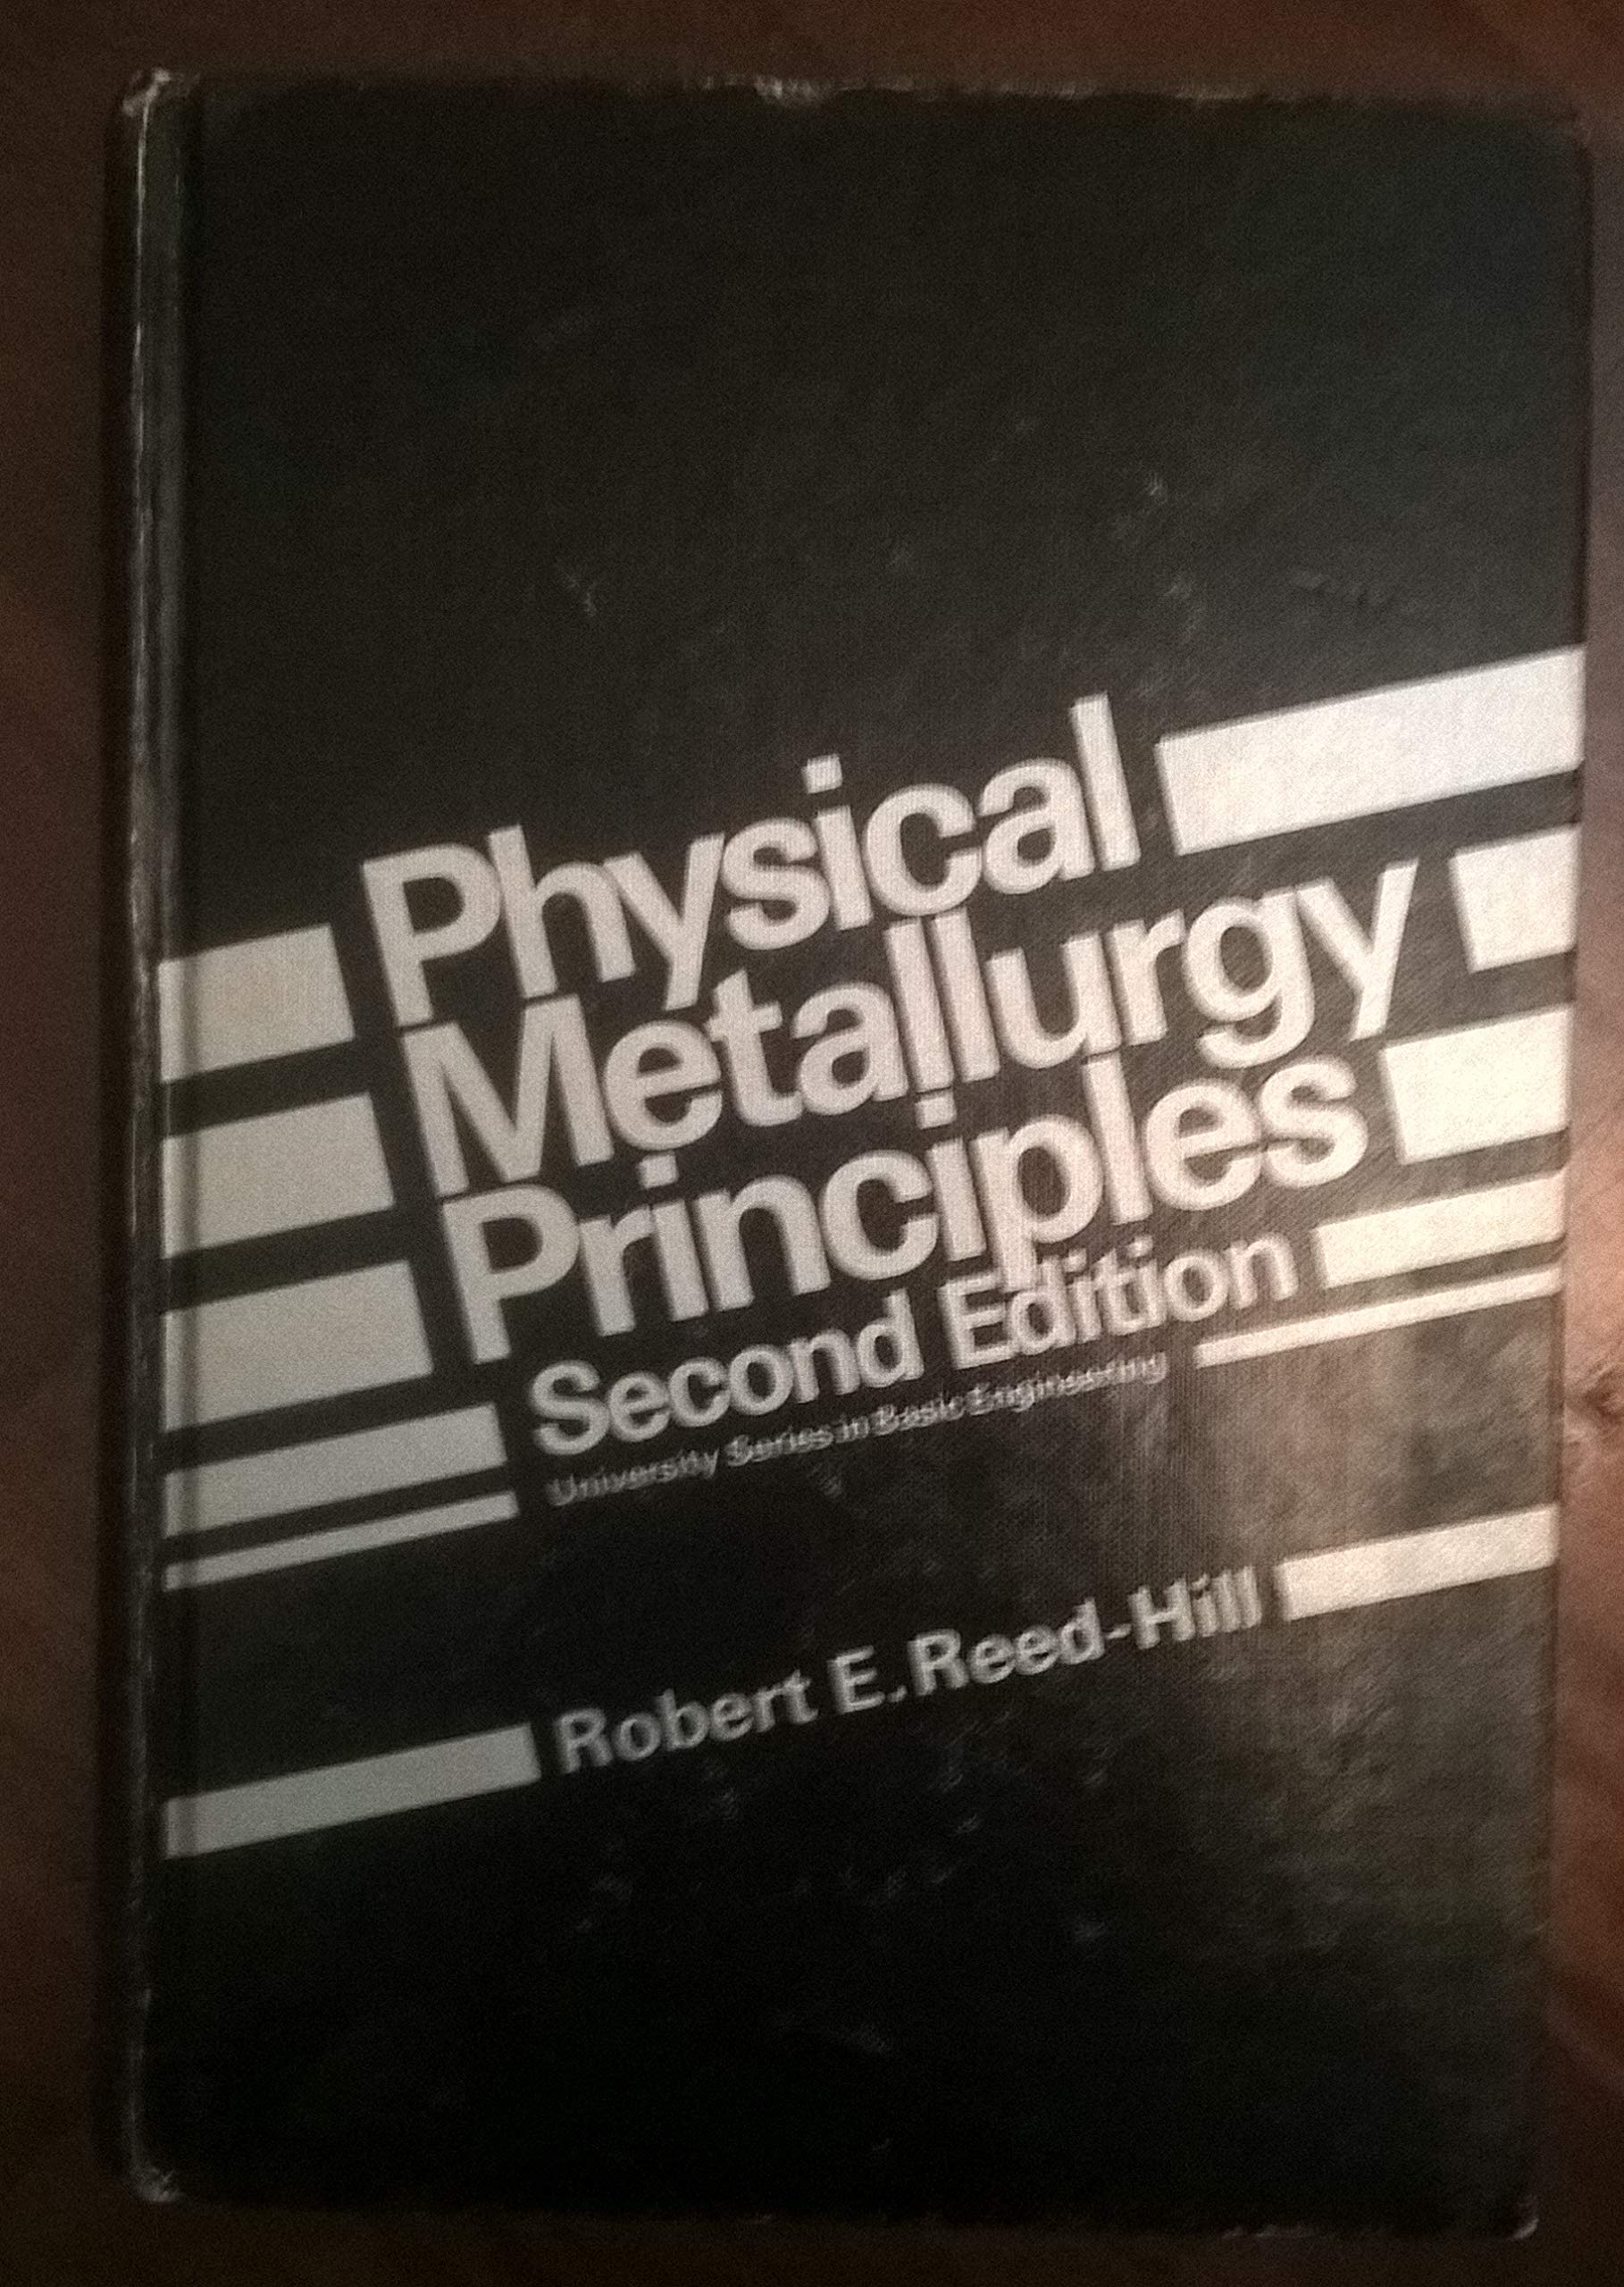 Physical
Metallurgy
Principles
Second Edition
University Series in Basic Engineering
Robert E. Reed-Hill